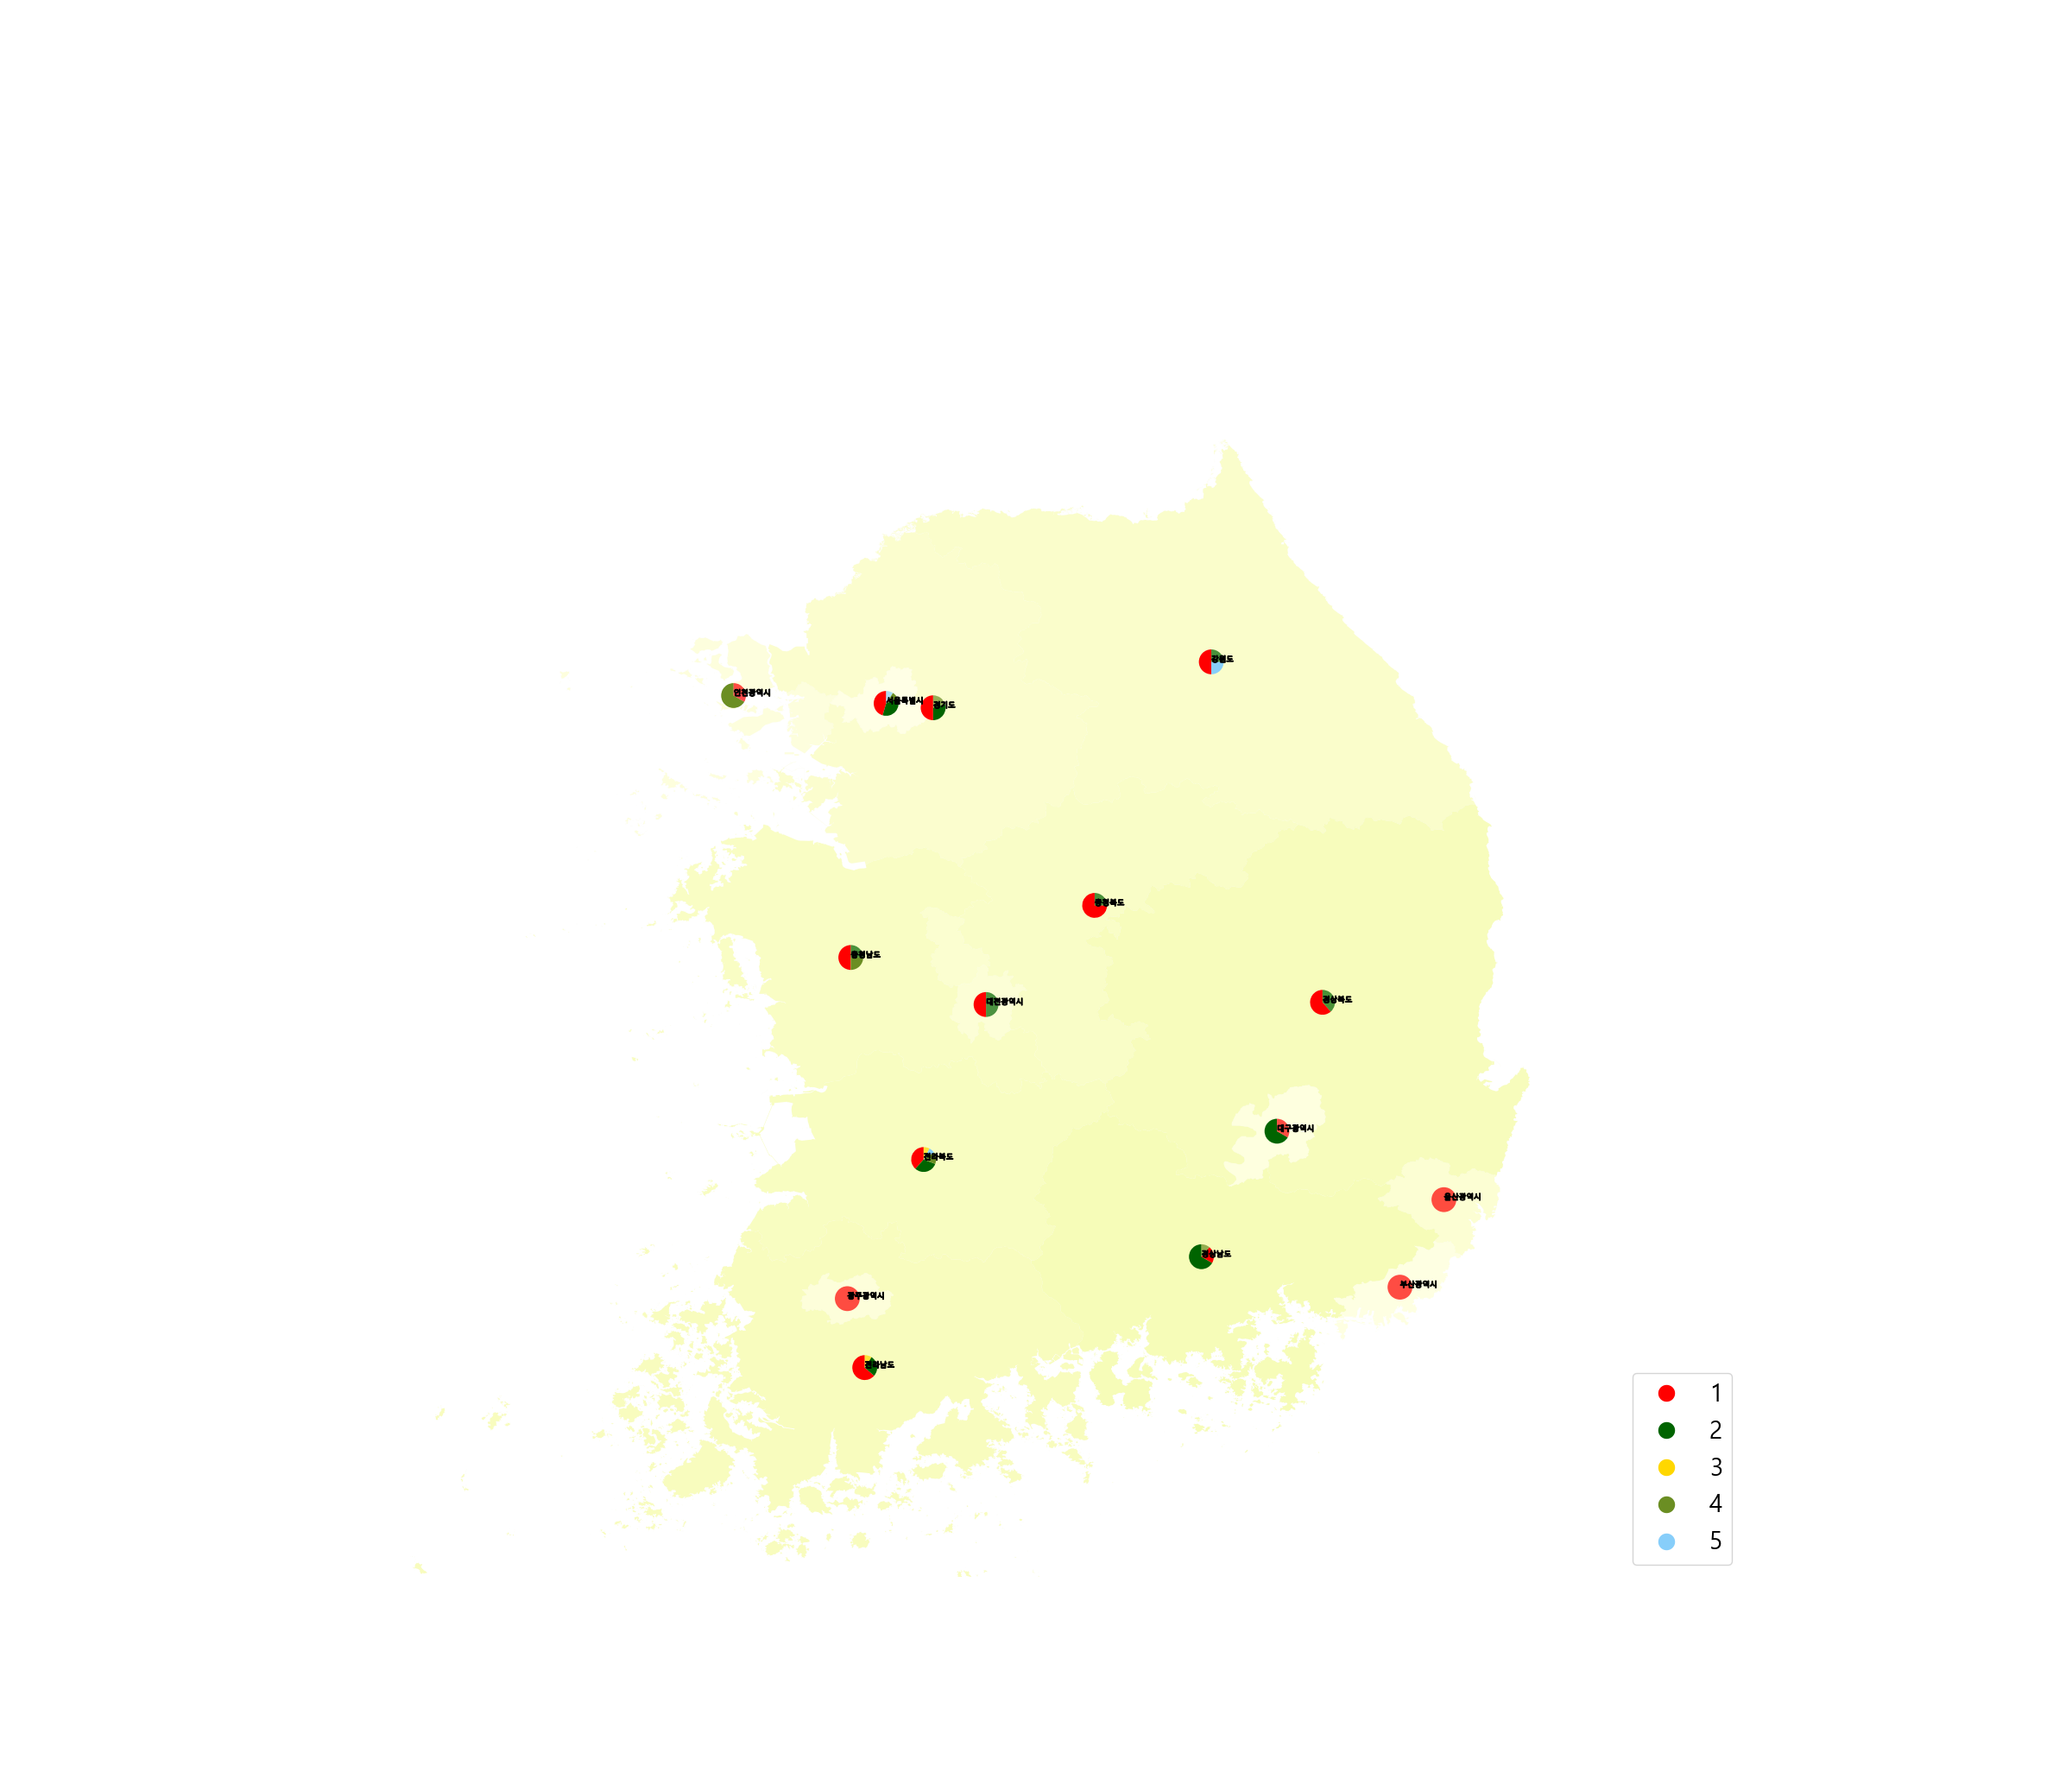 강원도
인천광역시
서울특별시
경기도
충청북도
충청남도
대전광역시
경상북도
대구광역시
전라북도
울산광역시
경상남도
부산광역시
광주광역시
전라남도
1
2
3
4
5